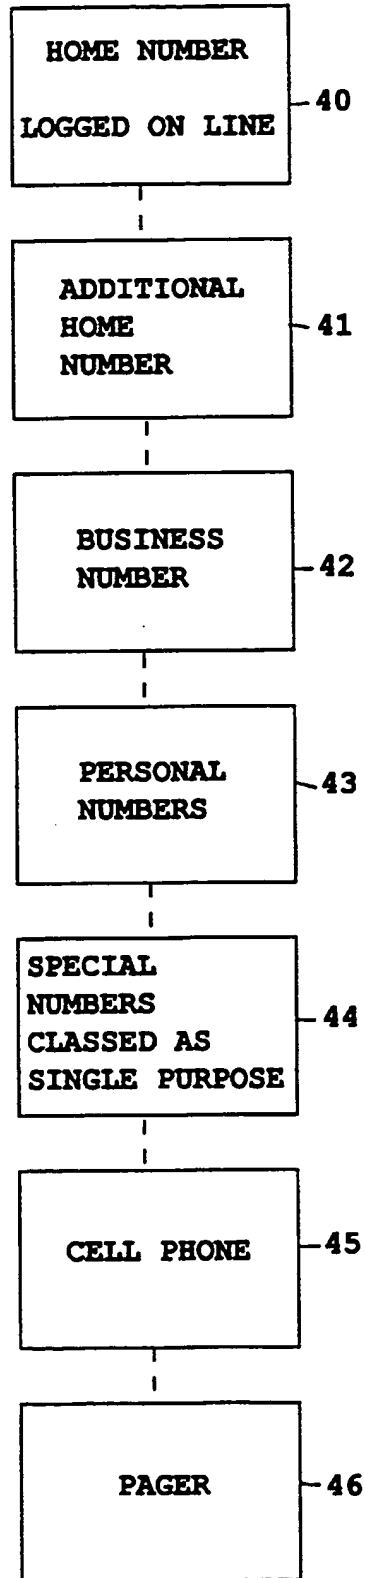 HOME NUMBER
LOGGED ON LINE
40
ADDITIONAL
HOME
NUMBER
41
BUSINESS
NUMBER
42
PERSONAL
NUMBERS
43
SPECIAL
NUMBERS
CLASSED AS
SINGLE PURPOSE
44
CELL PHONE
45
PAGER
46